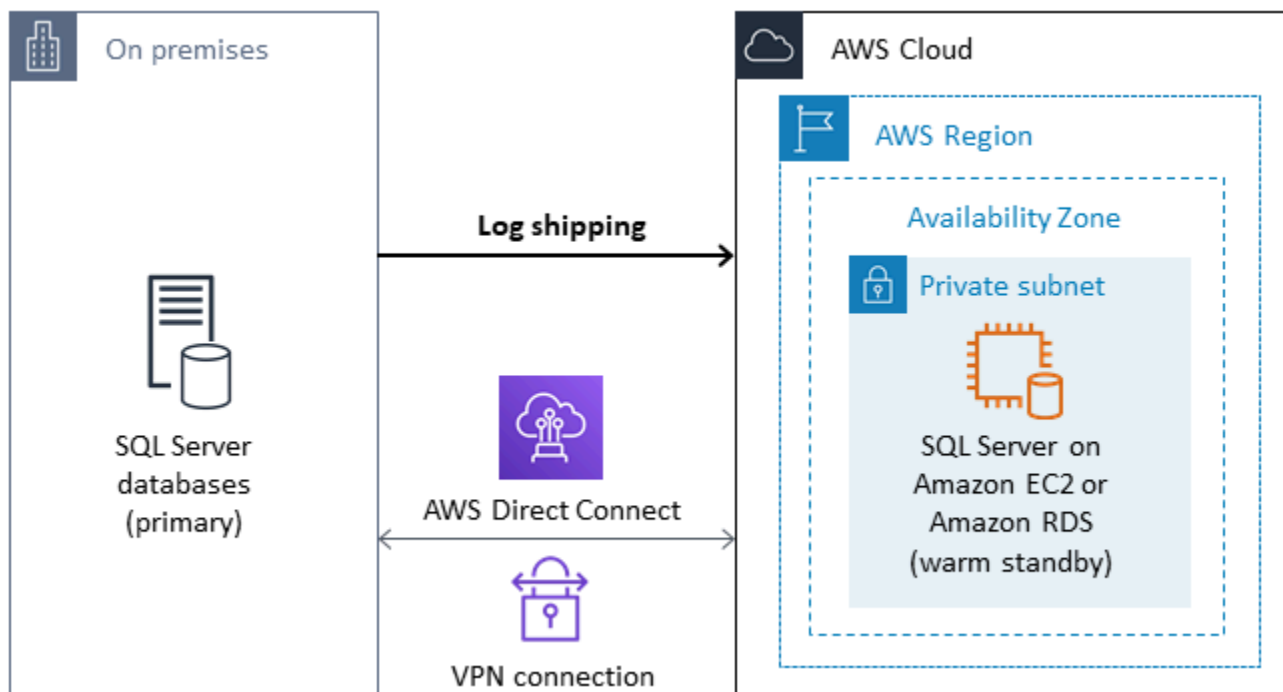 On premises
SQL Server
databases
(primary)
Log shipping
AWS Direct Connect
VPN connection
AWS Cloud
AWS Region
Availability Zone
Private subnet
SQL Server on
Amazon EC2 or
Amazon RDS
(warm standby)